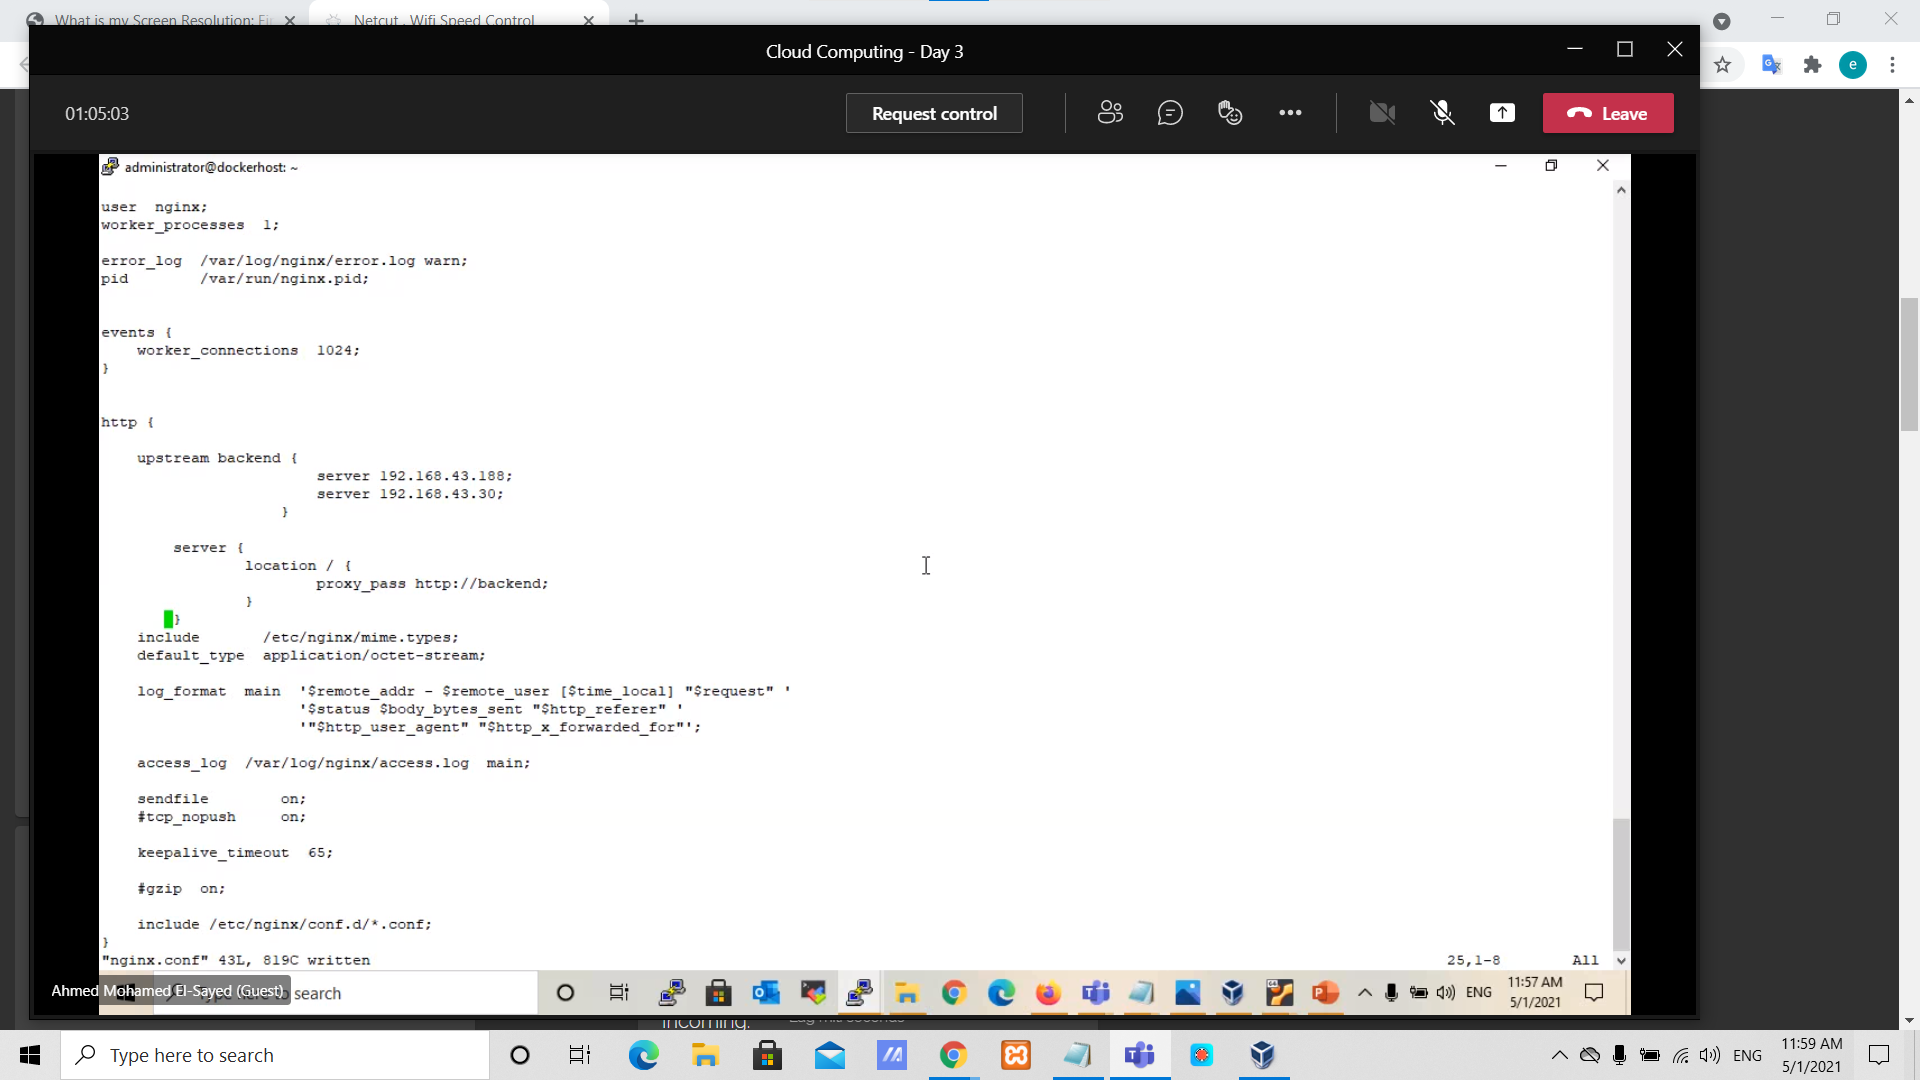 What is my Screen Resolution:
Netcut . Wifi Speed Control
Cloud Computing - Day 3
e
01:05:03
Request control
Leave
administrator@dockerhost: ~
user  nginx;
worker_processes  1;
error_log  /var/log/nginx/error.log warn;
pid        /var/run/nginx.pid;
events {
    worker_connections  1024;
}
http {
    upstream backend {
                        server 192.168.43.188;
                        server 192.168.43.30;
                    }
        server {
                location / {
                        proxy_pass http://backend;
                }
        }
    include       /etc/nginx/mime.types;
    default_type  application/octet-stream;
    log_format  main  '$remote_addr - $remote_user [$time_local] "$request" '
                      '$status $body_bytes_sent "$http_referer" '
                      '"$http_user_agent" "$http_x_forwarded_for"';
    access_log  /var/log/nginx/access.log  main;
    sendfile        on;
    #tcp_nopush     on;
    keepalive_timeout  65;
    #gzip  on;
    include /etc/nginx/conf.d/*.conf;
}
"nginx.conf" 43L, 819C written
25,1-8
All
Ahmed Mohamed El-Sayed (Guest)
search
ENG
11:57 AM
5/1/2021
incoming.
Type here to search
ENG
11:59 AM
5/1/2021